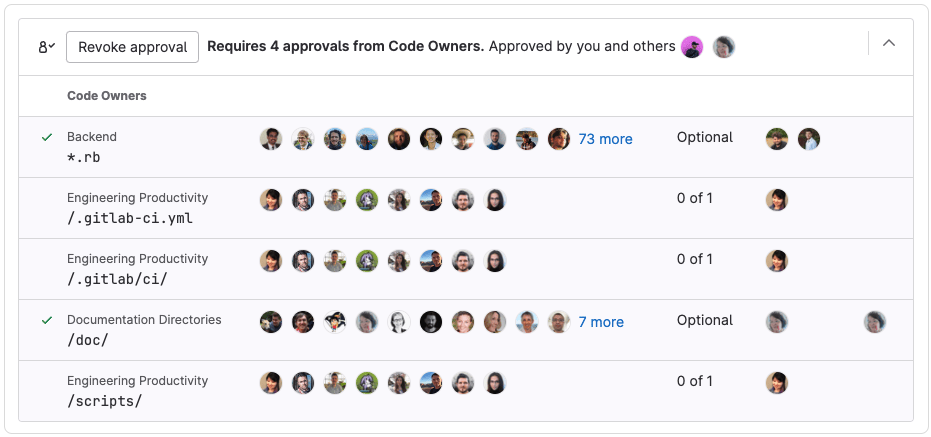 Revoke approval Requires 4 approvals from Code Owners. Approved by you and others
Code Owners
Backend
*.rb
73 more
Optional
Engineering Productivity
/.gitlab-ci.yml
0 of 1
Engineering Productivity
/.gitlab/ci/
0 of 1
Documentation Directories
/doc/
7 more
Optional
Engineering Productivity
/scripts/
0 of 1